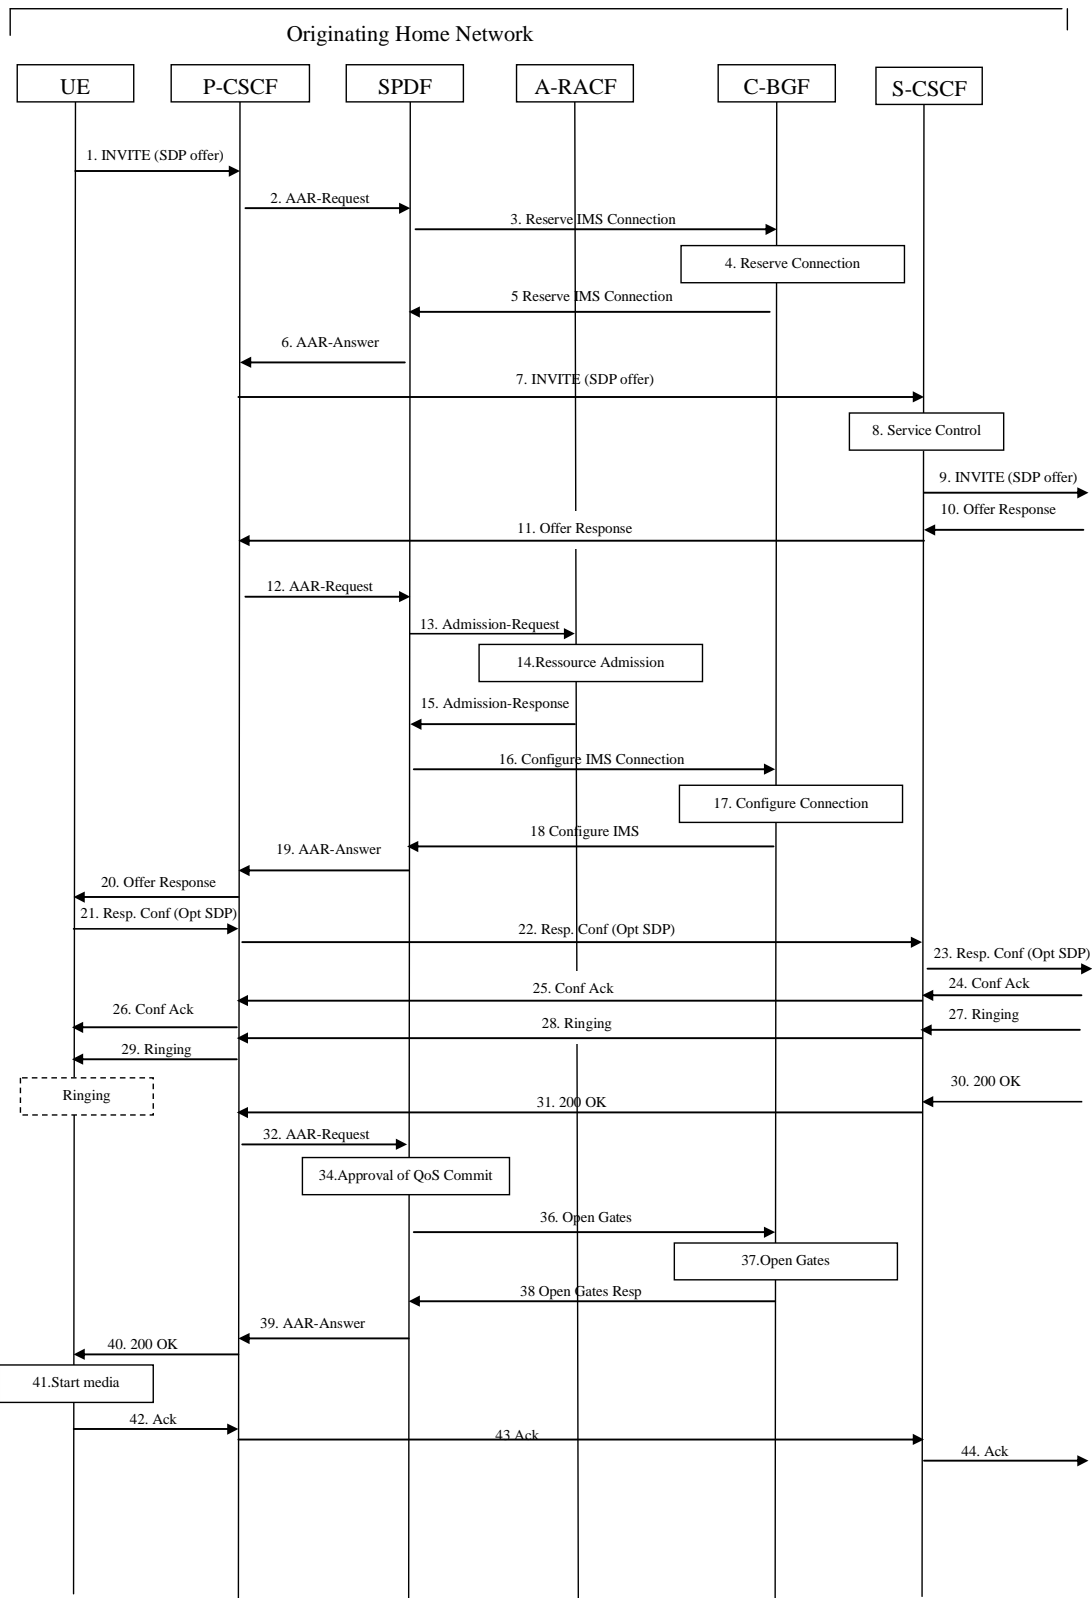 Originating Home Network
UE
P-CSCF
SPDF
A-RACF
C-BGF
S-CSCF
1. INVITE (SDP offer)
2. AAR-Request
3. Reserve IMS Connection
4. Reserve Connection
5 Reserve IMS Connection
6. AAR-Answer
7. INVITE (SDP offer)
8. Service Control
9. INVITE (SDP offer)
10. Offer Response
11. Offer Response
12. AAR-Request
13. Admission-Request
14.Ressource Admission
15. Admission-Response
16. Configure IMS Connection
17. Configure Connection
18 Configure IMS
19. AAR-Answer
20. Offer Response
21. Resp. Conf (Opt SDP)
22. Resp. Conf (Opt SDP)
23. Resp. Conf (Opt SDP)
24. Conf Ack
25. Conf Ack
26. Conf Ack
27. Ringing
28. Ringing
29. Ringing
Ringing
30. 200 OK
31. 200 OK
32. AAR-Request
34.Approval of QoS Commit
36. Open Gates
37.Open Gates
38 Open Gates Resp
39. AAR-Answer
40. 200 OK
41.Start media
42. Ack
43 Ack
44. Ack